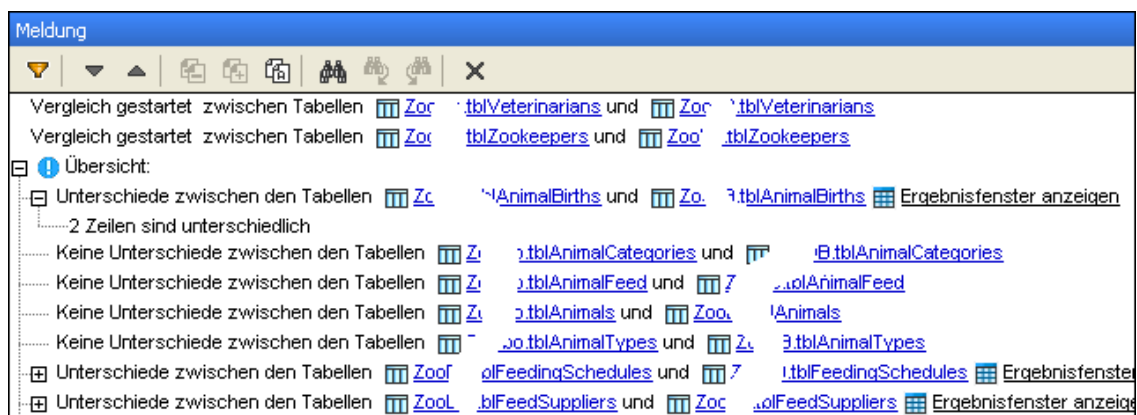 Meldung
Vergleich gestartet zwischen Tabellen .tblVeterinarians und .tblVeterinarians
Vergleich gestartet zwischen Tabellen tblZookeepers und .tblZookeepers
Übersicht:
Unterschiede zwischen den Tabellen AnimalBirths und .tblAnimalBirths Ergebnisfenster anzeigen
2 Zeilen sind unterschiedlich
Keine Unterschiede zwischen den Tabellen .tblAnimalCategories und B.tblAnimalCategories
Keine Unterschiede zwischen den Tabellen .tblAnimalFeed und .tblAnimalFeed
Keine Unterschiede zwischen den Tabellen .tblAnimals und Animals
Keine Unterschiede zwischen den Tabellen .tblAnimalTypes und .tblAnimalTypes
Unterschiede zwischen den Tabellen FeedingSchedules und .tblFeedingSchedules Ergebnisfenster
Unterschiede zwischen den Tabellen .tblFeedSuppliers und FeedSuppliers Ergebnisfenster anzeige